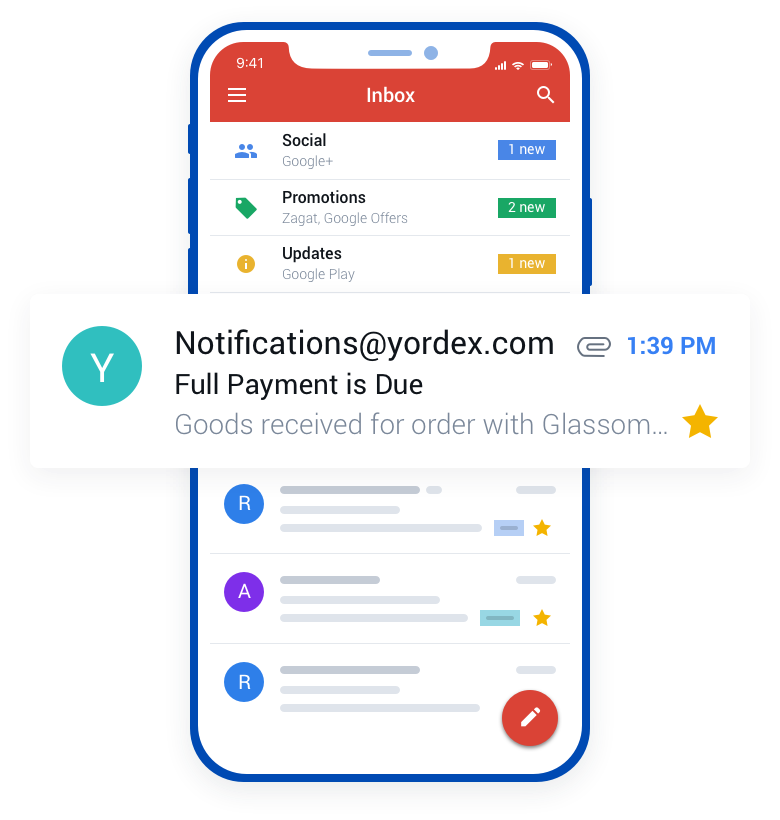 9:41
Inbox
Social
Google+
1 new
Promotions
Zagat, Google Offers
2 new
Updates
Google Play
1 new
Y
Notifications@yordex.com
1:39 PM
Full Payment is Due
Goods received for order with Glassom...
R
A
R